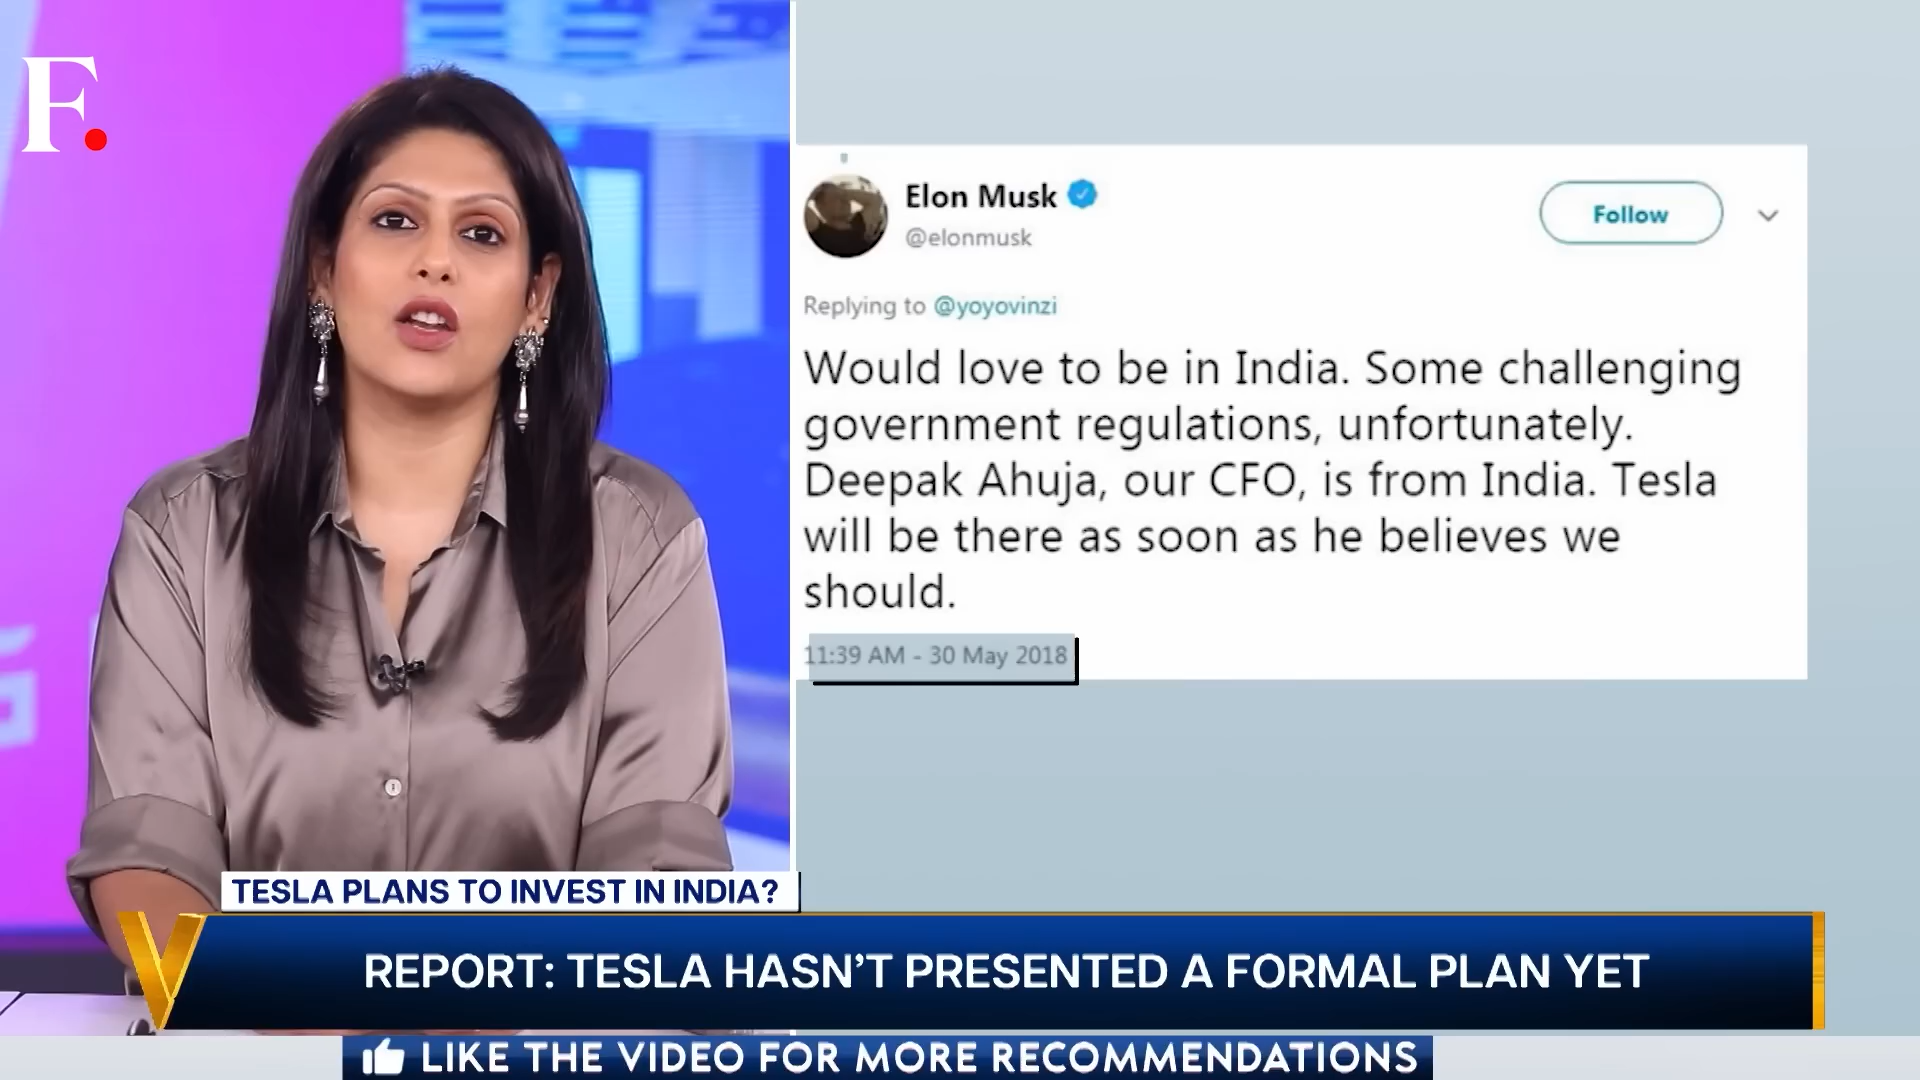 F.
Elon Musk
@elonmusk
Follow
Replying to @yoyovinzi
Would love to be in India. Some challenging
government regulations, unfortunately.
Deepak Ahuja, our CFO, is from India. Tesla
will be there as soon as he believes we
should.
11:39 AM - 30 May 2018
TESLA PLANS TO INVEST IN INDIA?
V
REPORT: TESLA HASN’T PRESENTED A FORMAL PLAN YET
LIKE THE VIDEO FOR MORE RECOMMENDATIONS